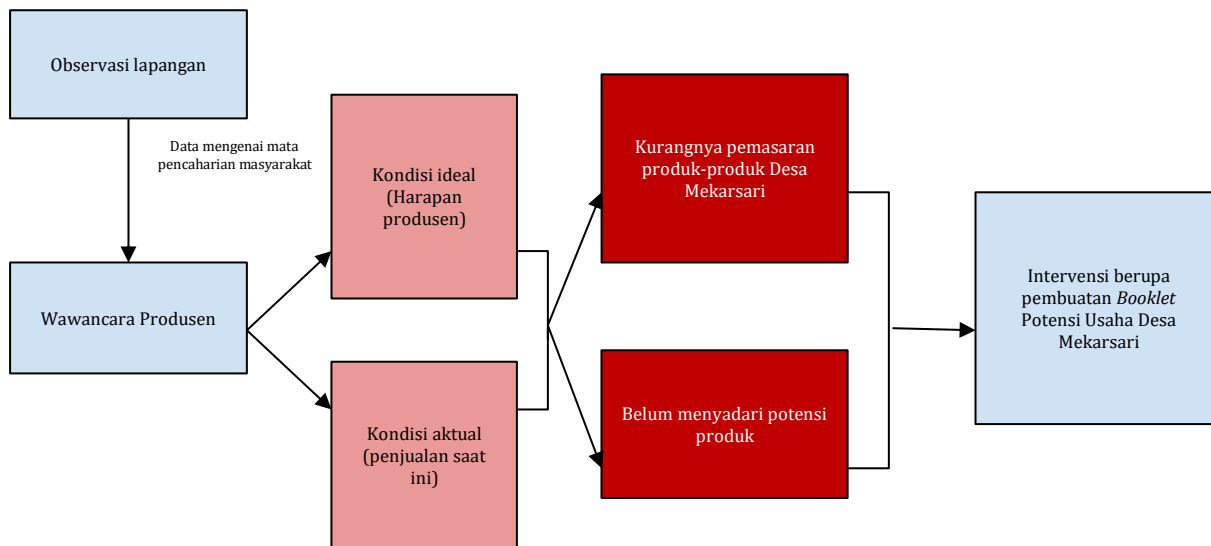 Observasi lapangan
Data mengenai mata
pencaharian masyarakat
Wawancara Produsen
Kondisi ideal
(Harapan
produsen)
Kondisi aktual
(penjualan saat
ini)
Kurangnya pemasaran
produk-produk Desa
Mekarsari
Belum menyadari potensi
produk
Intervensi berupa
pembuatan Booklet
Potensi Usaha Desa
Mekarsari